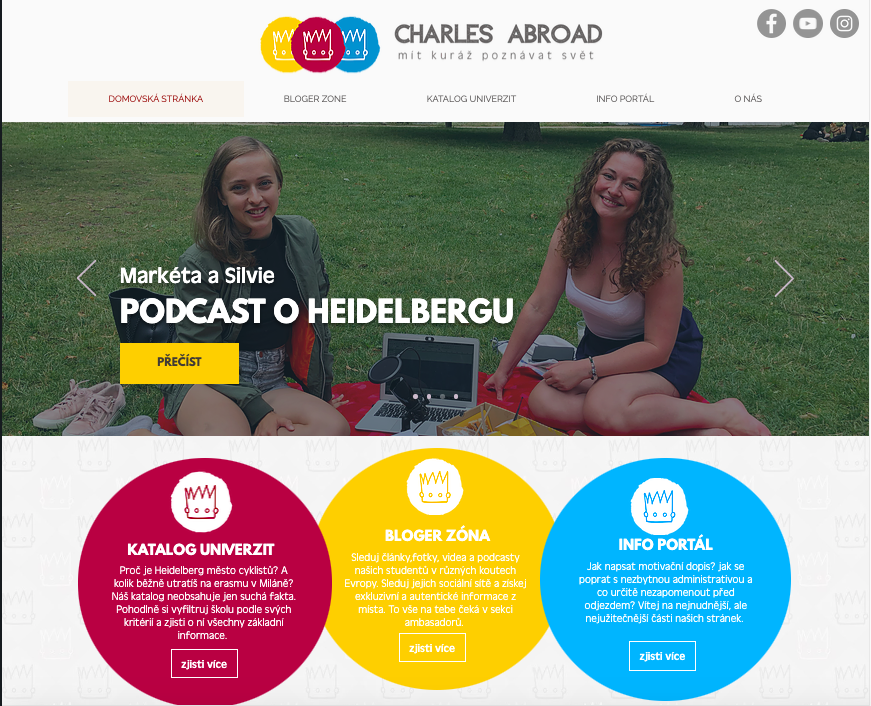 CHARLES ABROAD
mít kuráž poznávat svět
DOMOVSKÁ STRÁNKA
BLOGER ZONE
KATALOG UNIVERZIT
INFO PORTÁL
O NÁS
Markéta a Silvie
PODCAST O HEIDELBERGU
PŘEČÍST
KATALOG UNIVERZIT
Proč je Heidelberg město cyklistů? A
kolik běžně utratíš na erasmu v Miláně?
Náš katalog neobsahuje jen suchá fakta.
Pohodlně si vyfiltruj školu podle svých
kritérií a zjisti o ní všechny základní
informace.
zjisti více
BLOGER ZÓNA
Sleduj články,fotky, videa a podcasty
našich studentů v různých koutech
Evropy. Sleduj jejich sociální sítě a získej
exkluzivní a autentické informace z
místa. To vše na tebe čeká v sekci
ambasadorů.
zjisti více
INFO PORTÁL
Jak napsat motivační dopis? jak se
poprat s nezbytnou administrativou a
co určitě nezapomenout před
odjezdem? Vítej na nejnudnější, ale
nejužitečnější části našich stránek.
zjisti více